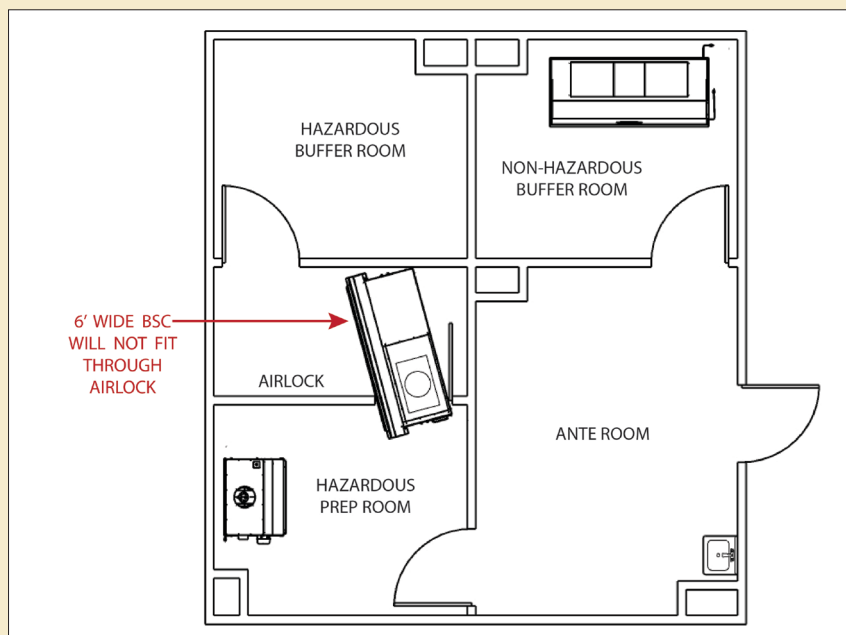 HAZARDOUS
BUFFER ROOM
NON-HAZARDOUS
BUFFER ROOM
6' WIDE BSC
WILL NOT FIT
THROUGH
AIRLOCK
AIRLOCK
ANTE ROOM
HAZARDOUS
PREP ROOM